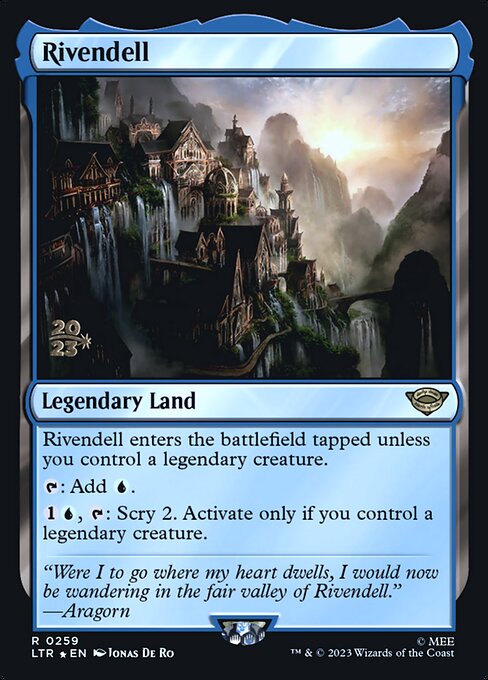 Rivendell
20
23
Legendary Land
Rivendell enters the battlefield tapped unless
you control a legendary creature.
: Add .
1 , : Scry 2. Activate only if you control a
legendary creature.
“Were I to go where my heart dwells, I would now
be wandering in the fair valley of Rivendell.”
—Aragorn
R 0259
LTR ★ EN Jonas De Ro
© MEE
™ & © 2023 Wizards of the Coast